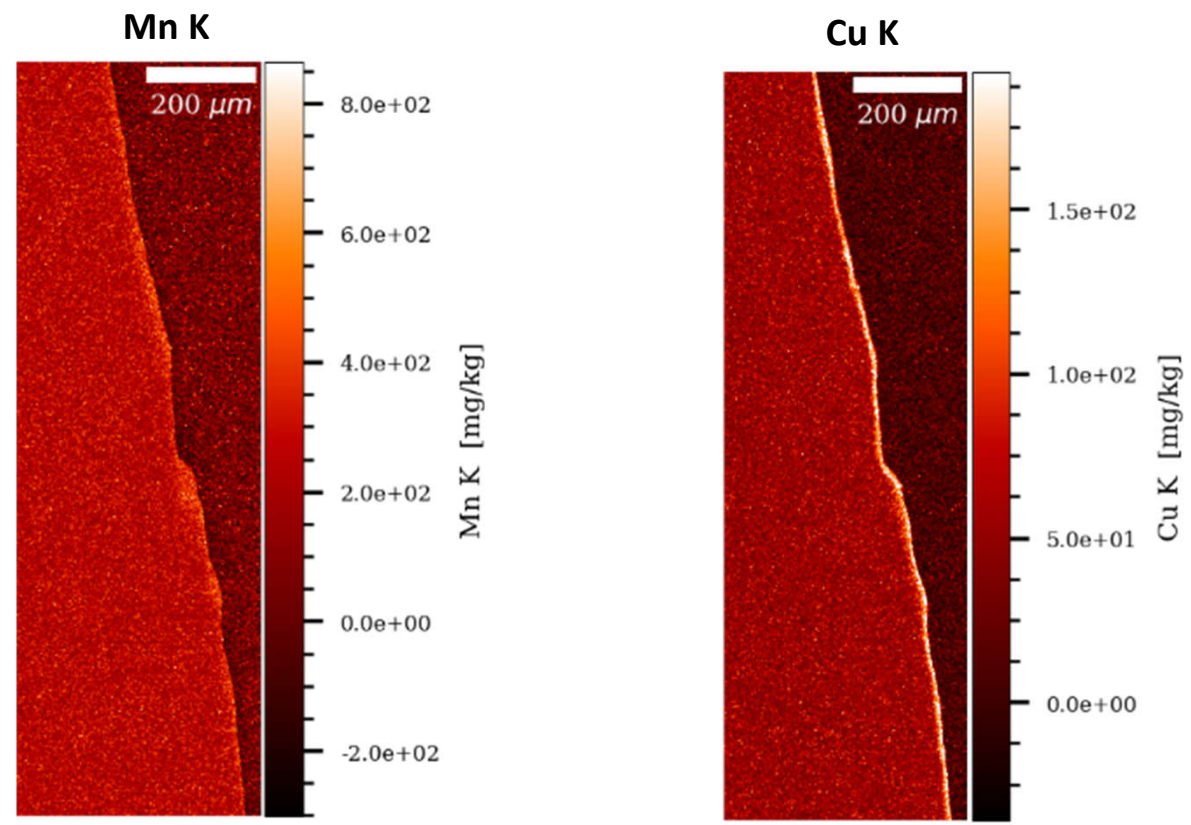 Mn K
200 μm
8.0e+02
6.0e+02
4.0e+02
2.0e+02
0.0e+00
-2.0e+02
Mn K [mg/kg]
Cu K
200 μm
1.5e+02
1.0e+02
5.0e+01
0.0e+00
Cu K [mg/kg]